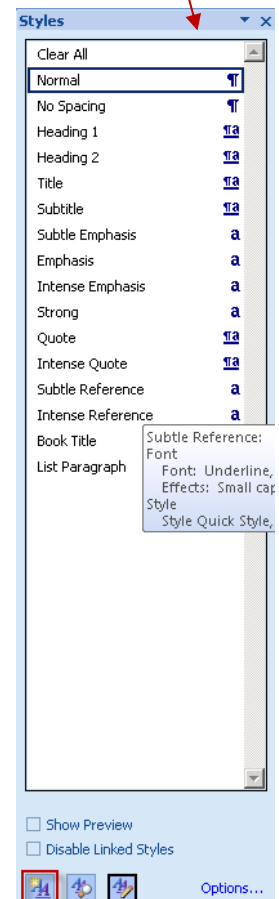 Styles
Clear All
Normal ¶
No Spacing ¶
Heading 1 ¶a
Heading 2 ¶a
Title ¶a
Subtitle ¶a
Subtle Emphasis a
Emphasis a
Intense Emphasis a
Strong a
Quote ¶a
Intense Quote ¶a
Subtle Reference a
Intense Reference a
Book Title
List Paragraph
Subtle Reference:
Font
Font: Underline,
Effects: Small cap
Style
Style Quick Style,
Show Preview
Disable Linked Styles
Options...